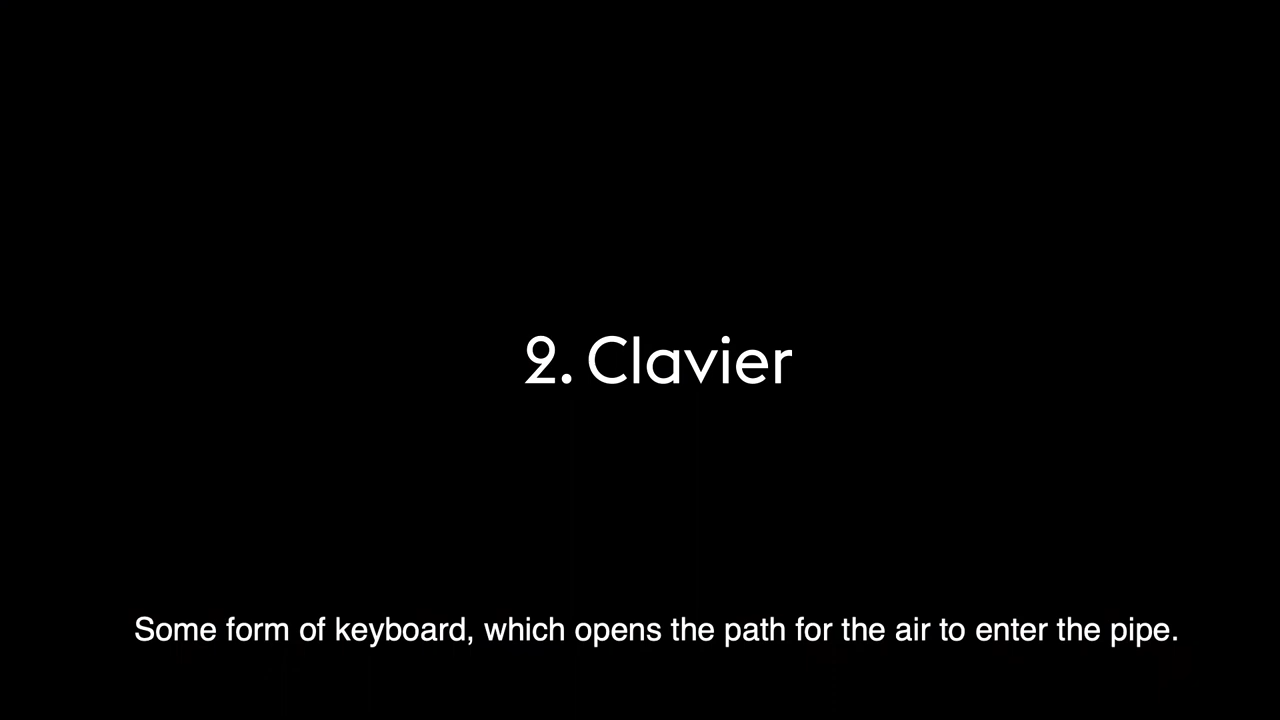 2. Clavier
Some form of keyboard, which opens the path for the air to enter the pipe.